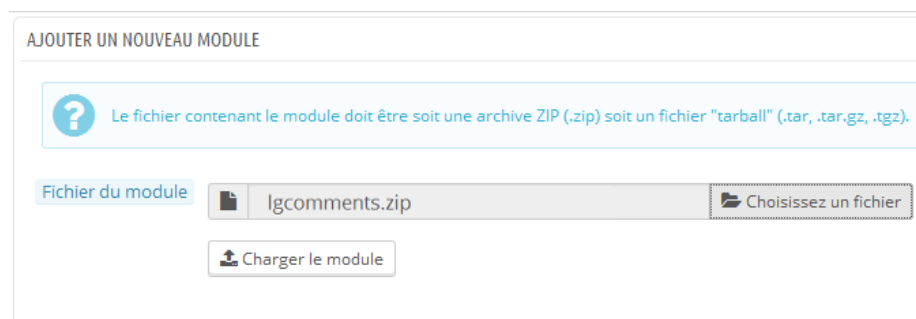 AJOUTER UN NOUVEAU MODULE
Le fichier contenant le module doit être soit une archive ZIP (.zip) soit un fichier "tarball" (.tar, .tar.gz, .tgz).
Fichier du module
lgcomments.zip
Choisissez un fichier
Charger le module